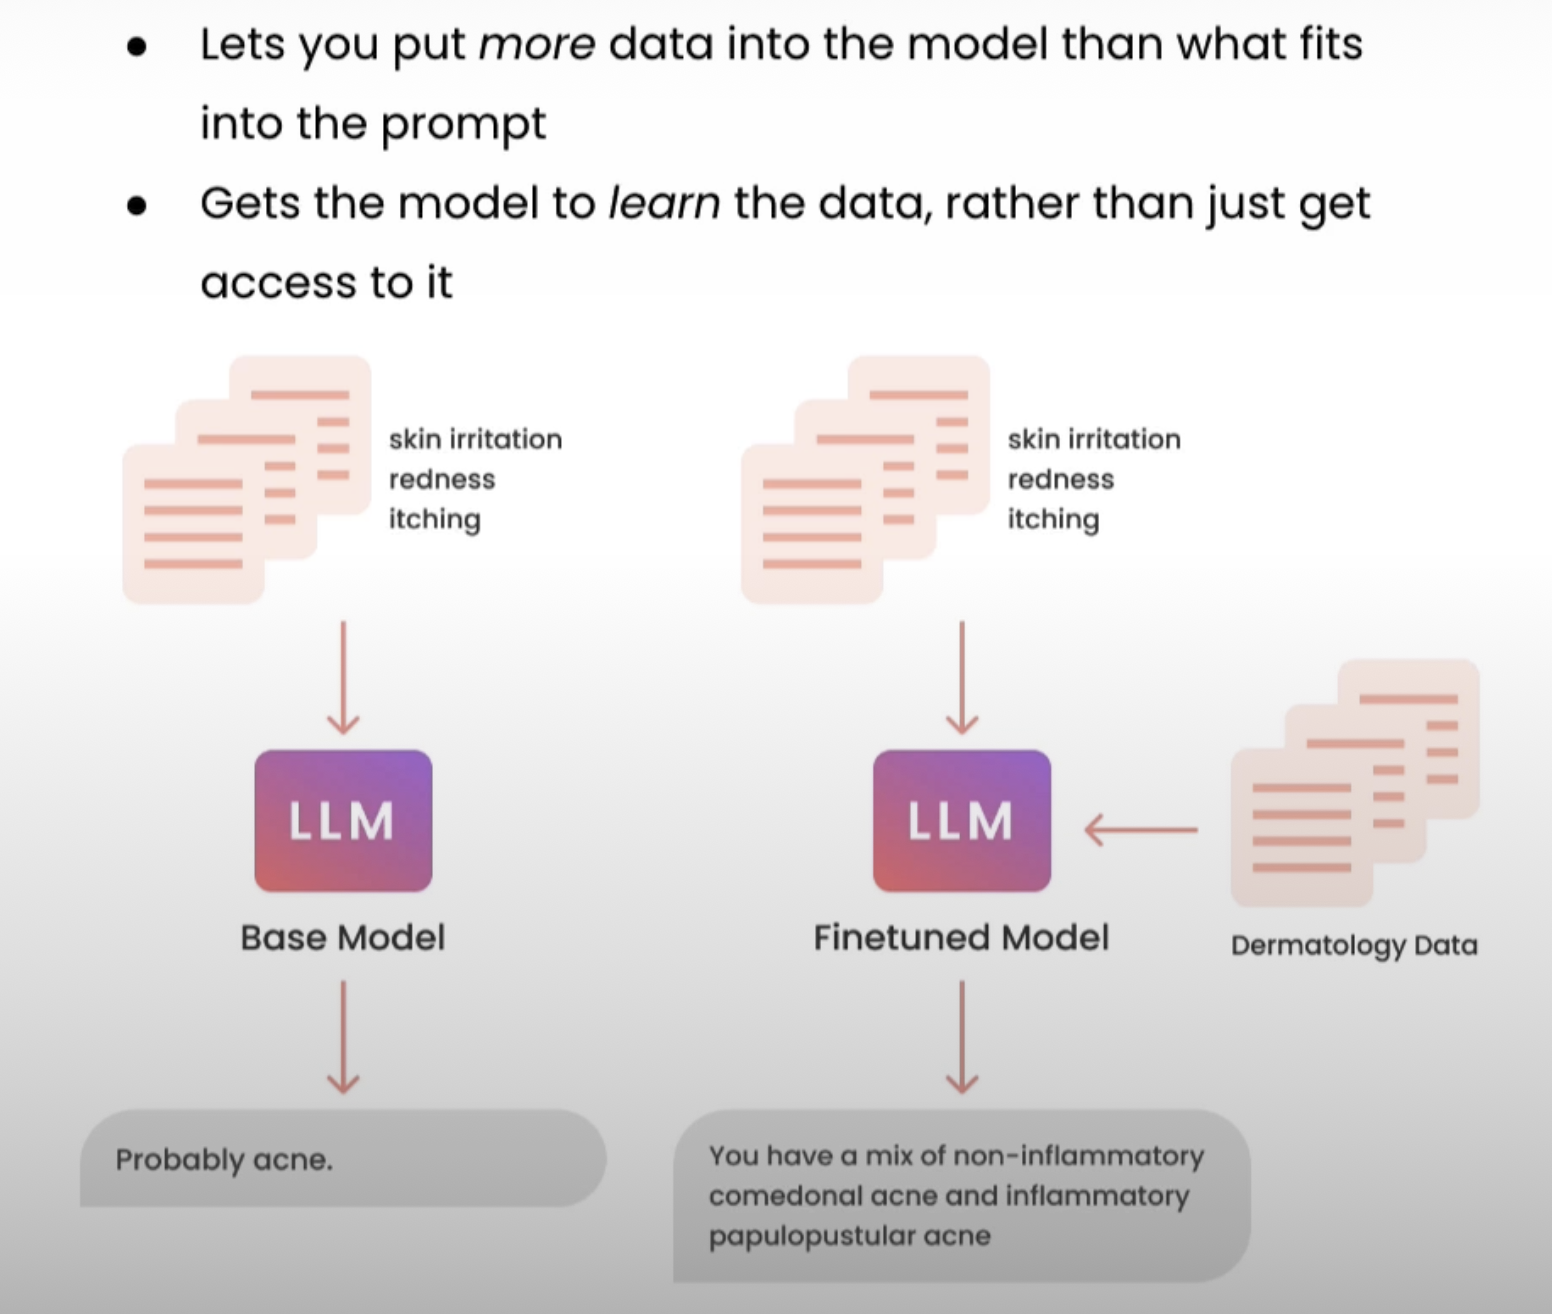 Lets you put more data into the model than what fits
into the prompt
Gets the model to learn the data, rather than just get
access to it
skin irritation
redness
itching
skin irritation
redness
itching
LLM
Base Model
LLM
Finetuned Model
Dermatology Data
Probably acne.
You have a mix of non-inflammatory
comedonal acne and inflammatory
papulopustular acne